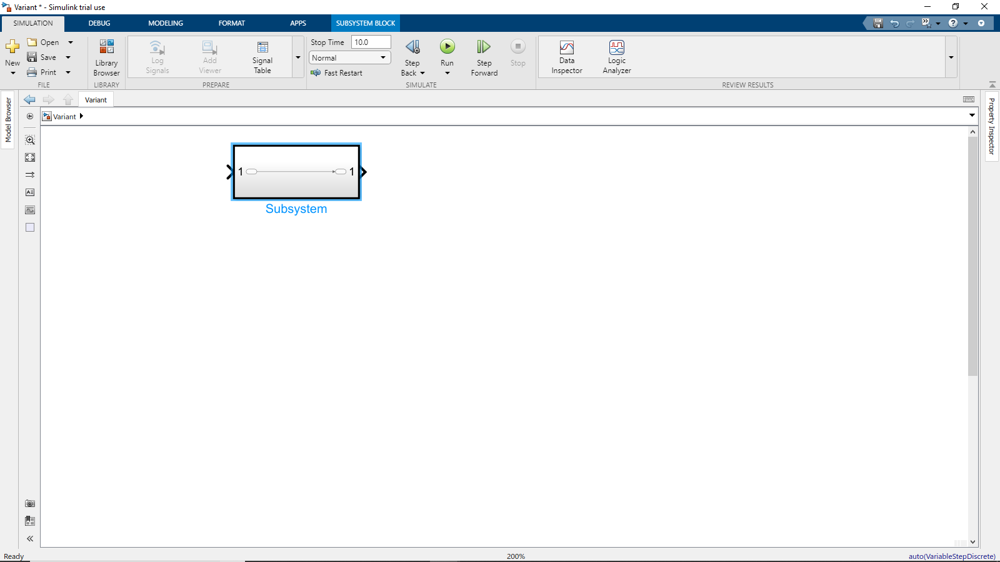 Variant * - Simulink trial use
SIMULATION DEBUG MODELING FORMAT APPS SUBSYSTEM BLOCK
New
Open
Save
Print
FILE
Library
Browser
LIBRARY
Log
Signals
Add
Viewer
Signal
Table
PREPARE
Stop Time 10.0
Normal
Fast Restart
Step
Back
Run
Step
Forward
Stop
SIMULATE
Data
Inspector
Logic
Analyzer
REVIEW RESULTS
Model Browser
Variant
Variant
Property Inspector
1 1
Subsystem
Ready 200% auto(VariableStepDiscrete)